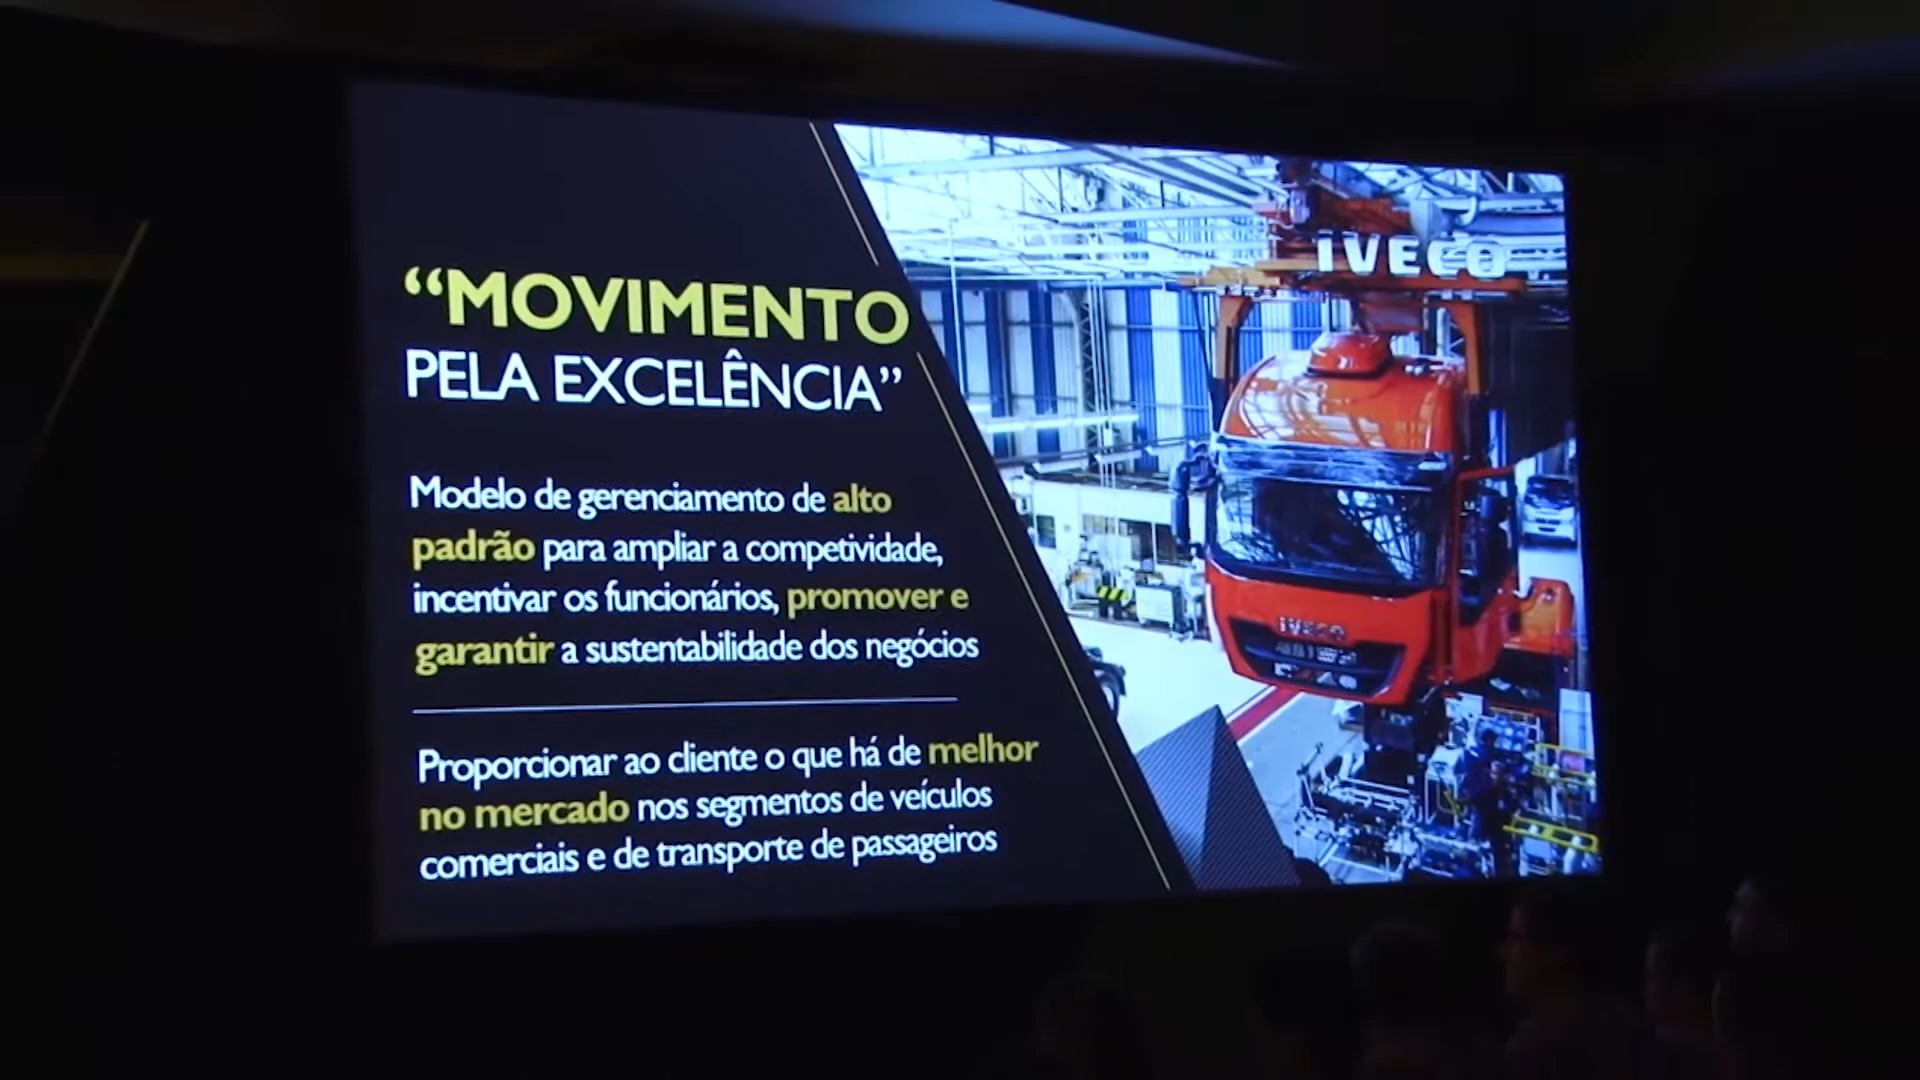 “MOVIMENTO
PELA EXCELÊNCIA”
Modelo de gerenciamento de alto
padrão para ampliar a competividade,
incentivar os funcionários, promover e
garantir a sustentabilidade dos negócios
Proporcionar ao cliente o que há de melhor
no mercado nos segmentos de veículos
comerciais e de transporte de passageiros
IVECO
IVECO